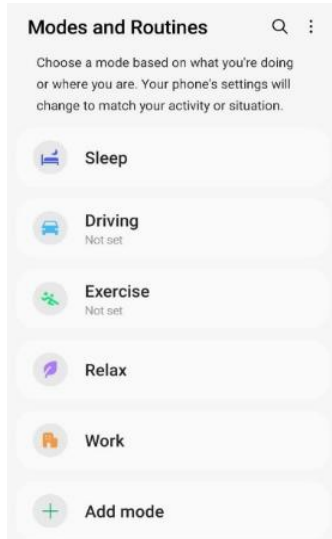 Modes and Routines
Choose a mode based on what you're doing
or where you are. Your phone's settings will
change to match your activity or situation.
Sleep
Driving
Not set
Exercise
Not set
Relax
Work
Add mode